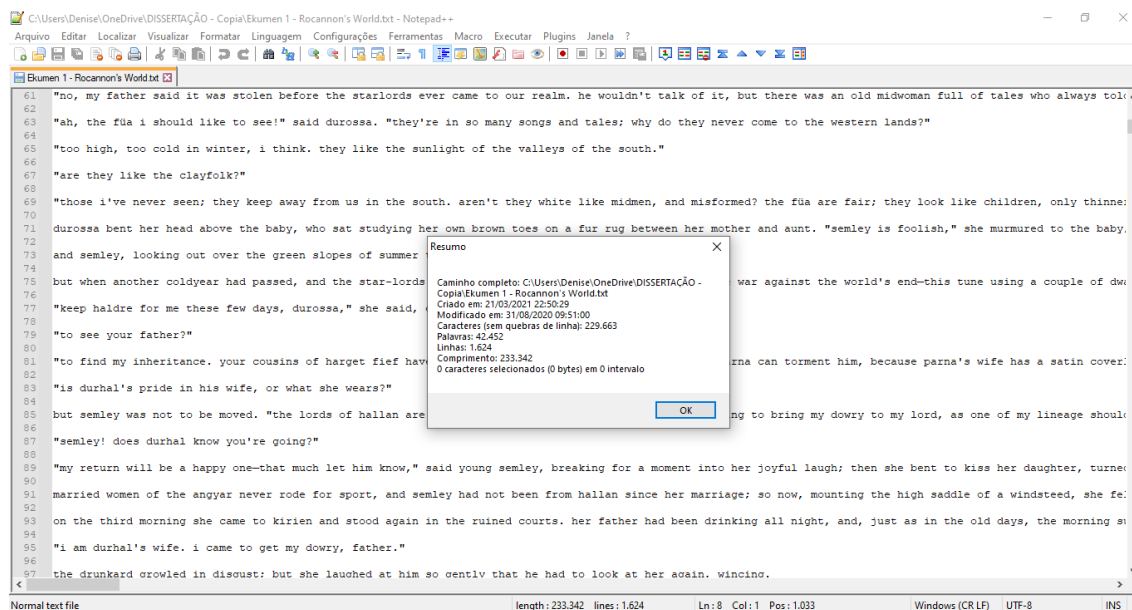 C:\Users\Denise\OneDrive\DISSERTAÇÃO - Copia\Ekumen 1 - Rocannon's World.txt - Notepad++
Arquivo Editar Localizar Visualizar Formatar Linguagem Configurações Ferramentas Macro Executar Plugins Janela ?
Ekumen 1 - Rocannon's World.txt
61 "no, my father said it was stolen before the starlords ever came to our realm. he wouldn't talk of it, but there was an old midwoman full of tales who always
62
63 "ah, the füa i should like to see!" said durossa. "they're in so many songs and tales; why do they never come to the western lands?"
64
65 "too high, too cold in winter, i think. they like the sunlight of the valleys of the south."
66
67 "are they like the clayfolk?"
68
69 "those i've never seen; they keep away from us in the south. aren't they white like midmen, and misformed? the füa are fair; they look like children, only
70
71 durossa bent her head above the baby, who sat studying her own brown toes on a fur rug between her mother and aunt. "semley is foolish," she murmured to the baby,
72
73 and semley, looking out over the green slopes of summer
74
75 but when another coldyear had passed, and the star-lords war against the world's end—this tune using a couple of
76
77 "keep haldre for me these few days, durossa," she said,
78
79 "to see your father?"
80
81 "to find my inheritance. your cousins of harget fief can torment him, because parna's wife has a satin
82
83 "is durhal's pride in his wife, or what she wears?"
84
85 but semley was not to be moved. "the lords of hallan are to bring my dowry to my lord, as one of my lineage
86
87 "semley! does durhal know you're going?"
88
89 "my return will be a happy one—that much let him know," said young semley, breaking for a moment into her joyful laugh; then she bent to kiss her daughter,
90
91 married women of the angyar never rode for sport, and semley had not been from hallan since her marriage; so now, mounting the high saddle of a windsteed, she
92
93 on the third morning she came to kirien and stood again in the ruined courts. her father had been drinking all night, and, just as in the old days, the morning
94
95 "i am durhal's wife. i came to get my dowry, father."
96
97 the drunkard growled in disgust; but she laughed at him so gently that he had to look at her again, wincing.
Resumo
Caminho completo: C:\Users\Denise\OneDrive\DISSERTAÇÃO -
Copia\Ekumen 1 - Rocannon's World.txt
Criado em: 21/03/2021 22:50:29
Modificado em: 31/08/2020 09:51:00
Caracteres (sem quebras de linha): 229.663
Palavras: 42.452
Linhas: 1.624
Comprimento: 233.342
0 caracteres selecionados (0 bytes) em 0 intervalo
OK
Normal text file length : 233.342 lines : 1.624 Ln : 8 Col : 1 Pos : 1.033 Windows (CR LF) UTF-8 INS